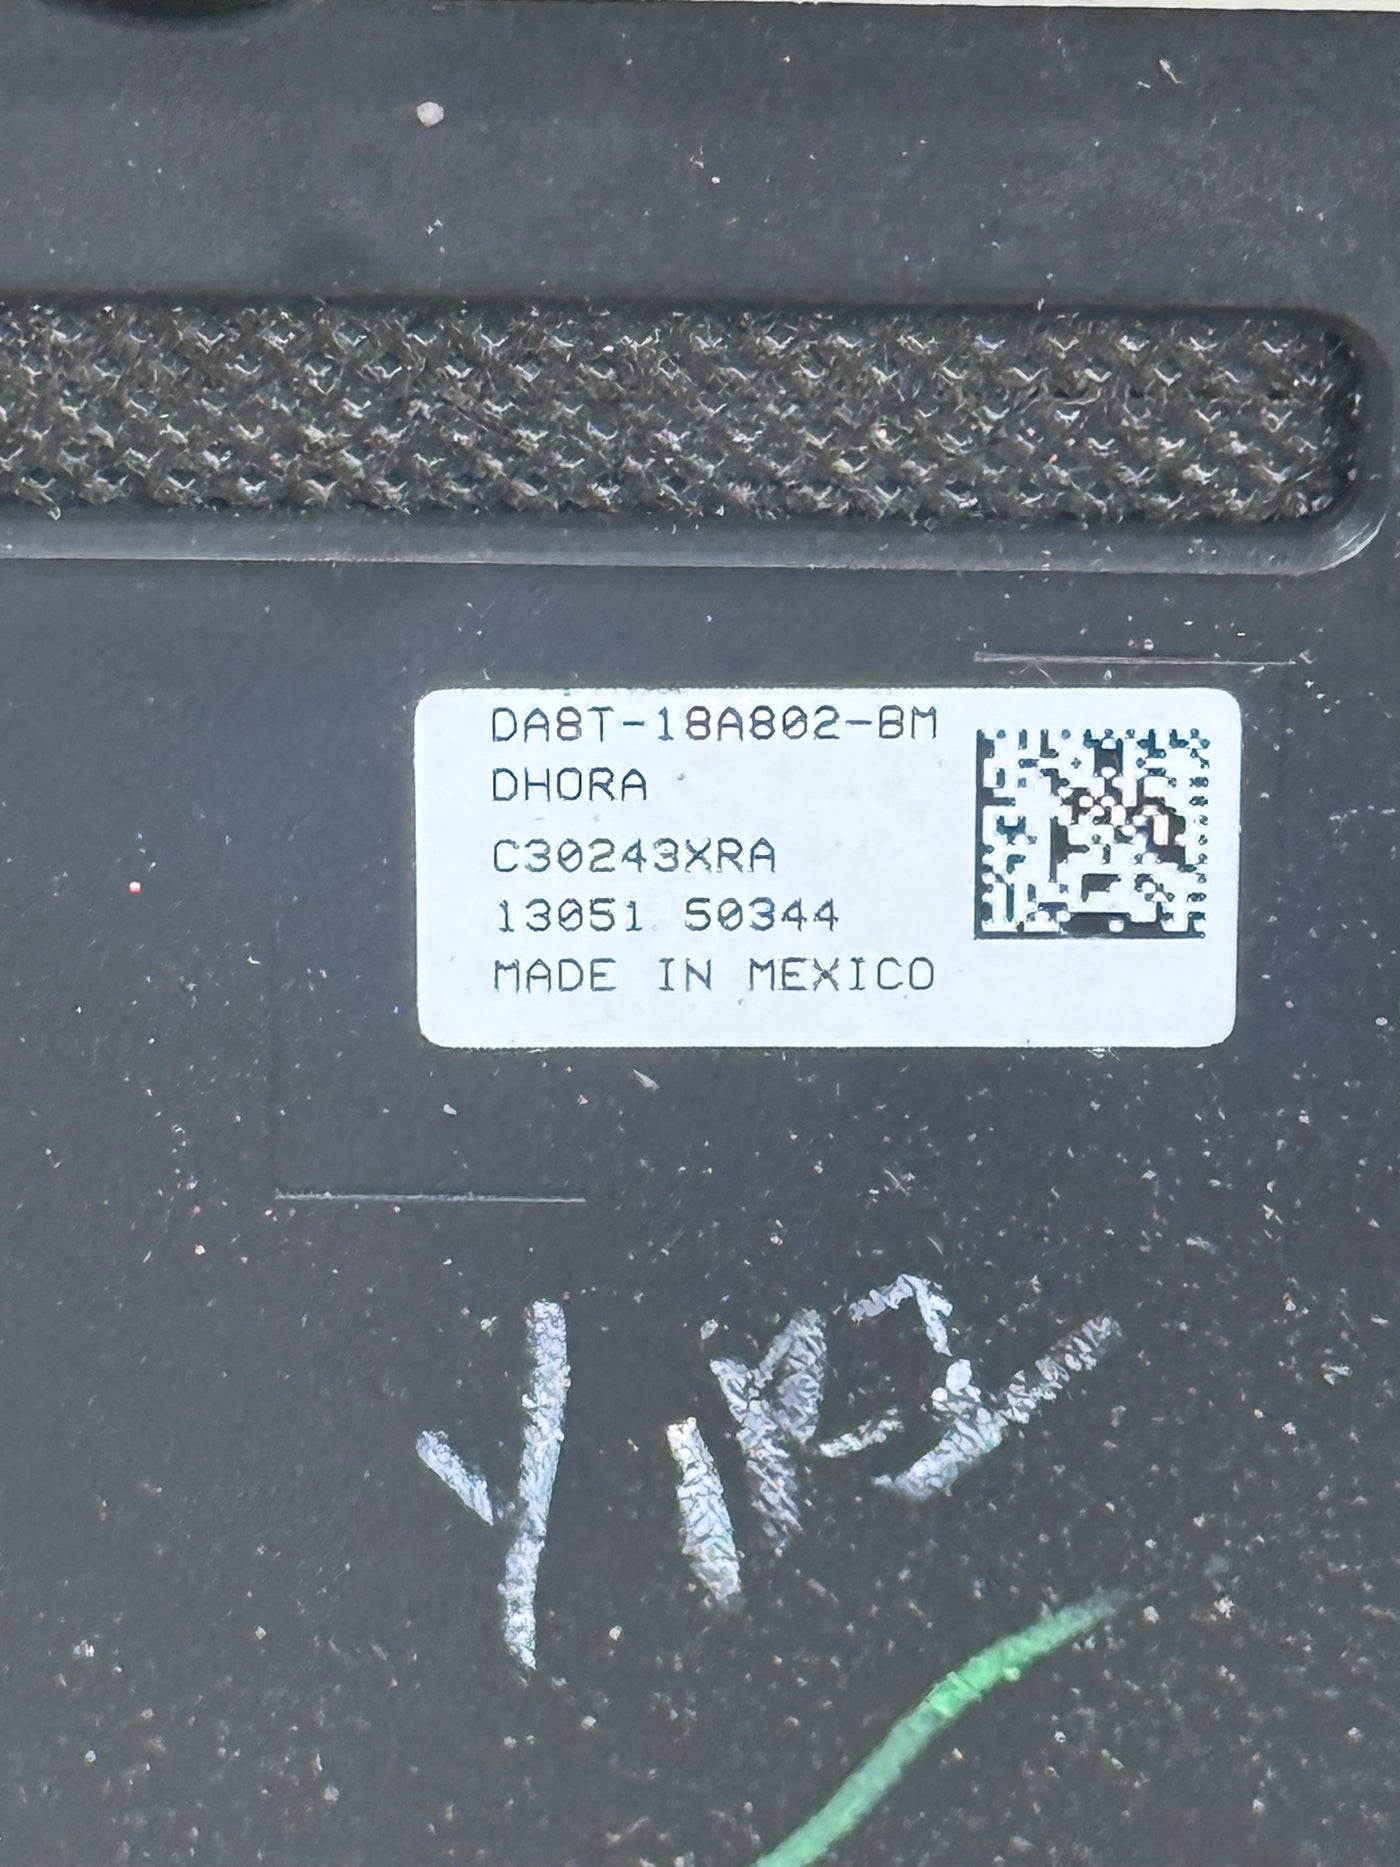 DA8T-18A802-BM
DHORA
C30243XRA
13051 50344
MADE IN MEXICO